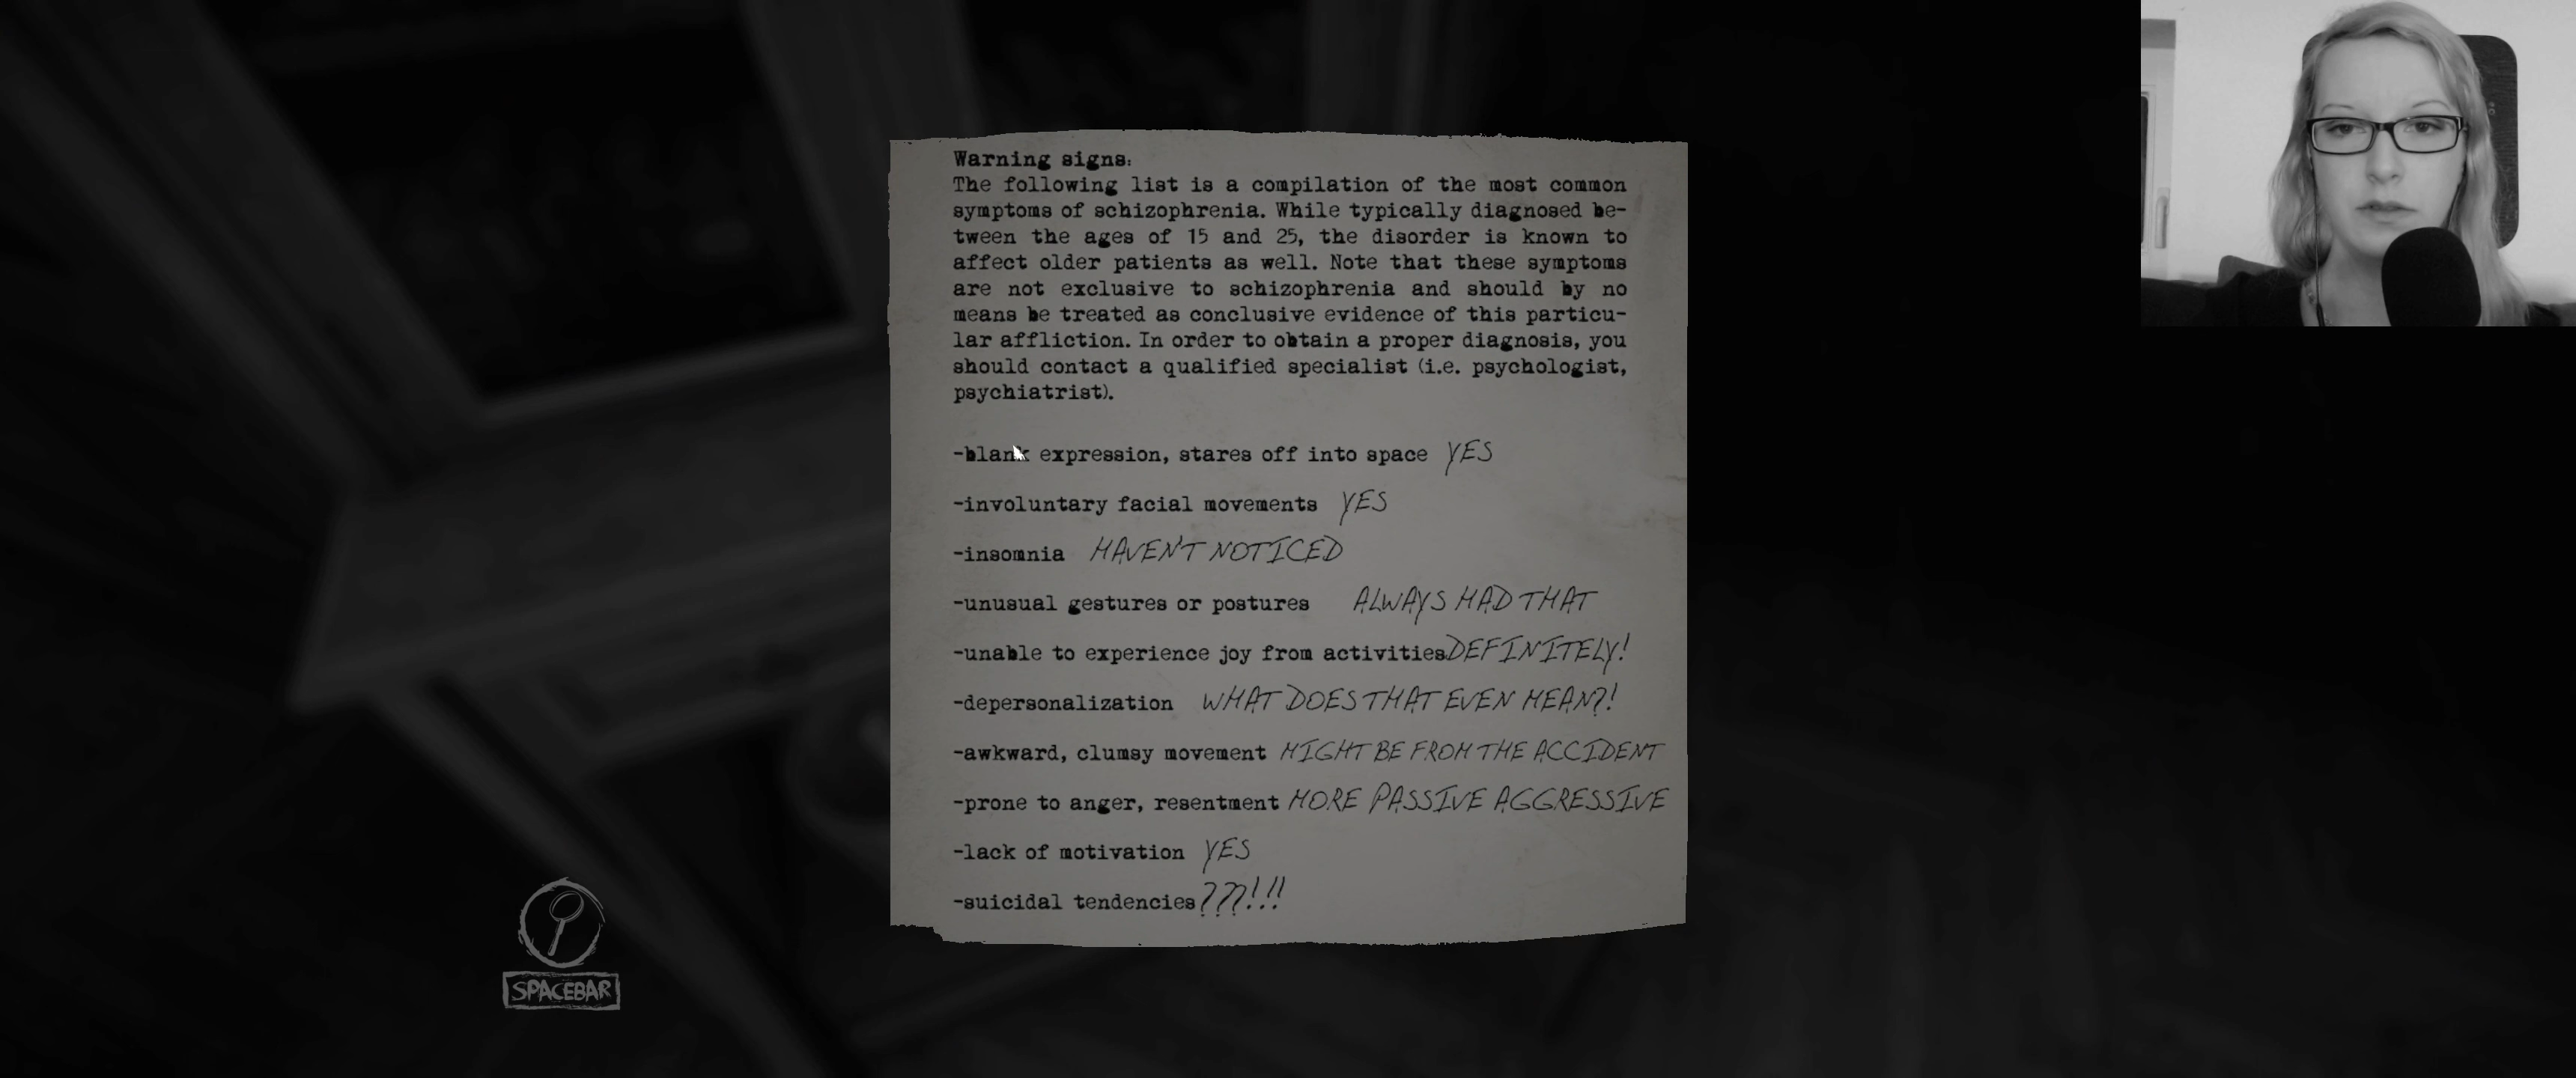 Warning signs:
The following list is a compilation of the most common
symptoms of schizophrenia. While typically diagnosed be-
tween the ages of 15 and 25, the disorder is known to
affect older patients as well. Note that these symptoms
are not exclusive to schizophrenia and should by no
means be treated as conclusive evidence of this particu-
lar affliction. In order to obtain a proper diagnosis, you
should contact a qualified specialist (i.e. psychologist,
psychiatrist).
-blank expression, stares off into space YES
-involuntary facial movements YES
-insomnia HAVEN'T NOTICED
-unusual gestures or postures ALWAYS HAD THAT
-unable to experience joy from activities DEFINITELY!
-depersonalization WHAT DOES THAT EVEN MEAN?!
-awkward, clumsy movement MIGHT BE FROM THE ACCIDENT
-prone to anger, resentment MORE PASSIVE AGGRESSIVE
-lack of motivation YES
-suicidal tendencies ???!!!
SPACEBAR